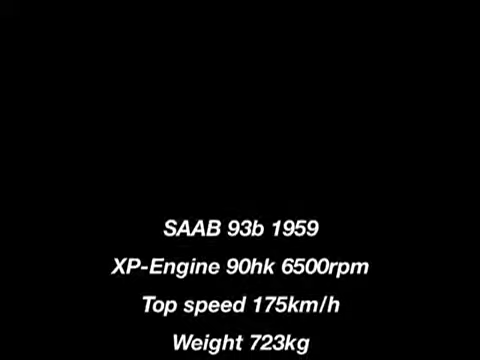 SAAB 93b 1959
XP-Engine 90hk 6500rpm
Top speed 175km/h
Weight 723kg